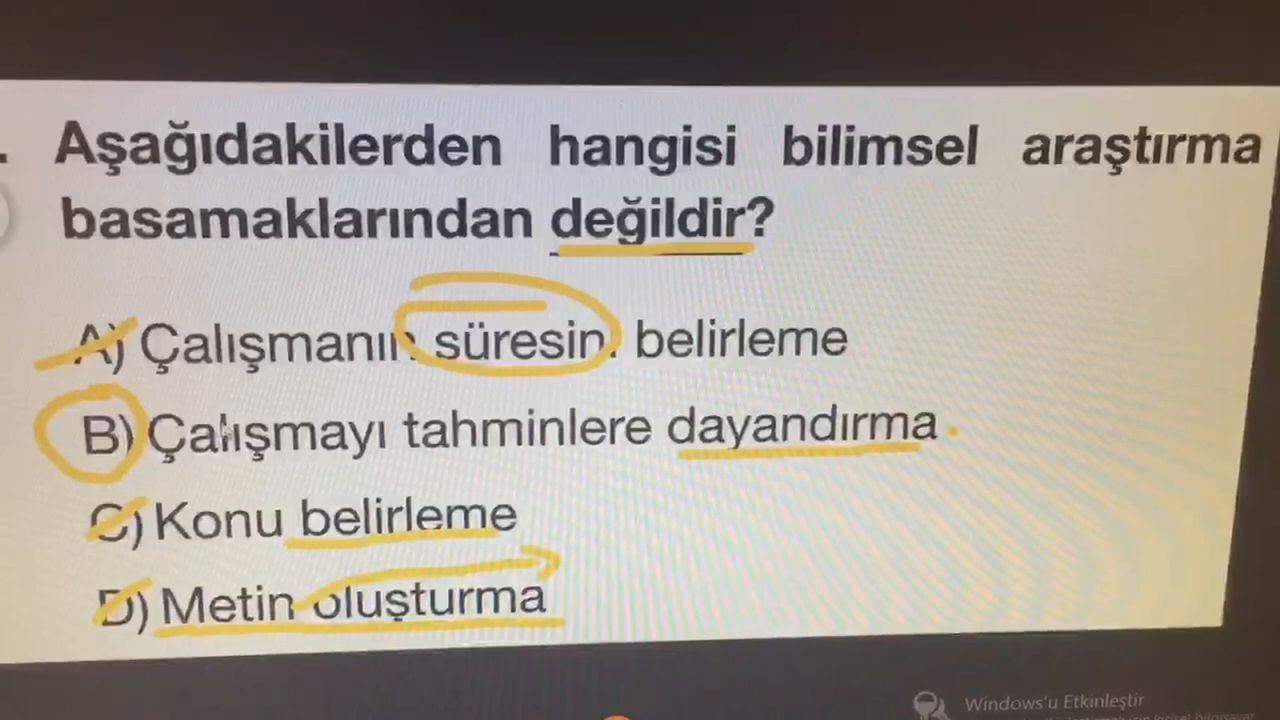 Aşağıdakilerden hangisi bilimsel araştırma
basamaklarından değildir?
A) Çalışmanın süresini belirleme
B) Çalışmayı tahminlere dayandırma
C) Konu belirleme
D) Metin oluşturma
Windows'u Etkinleştir